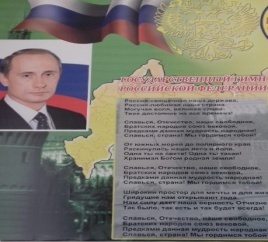 ГОСУДАРСТВЕННЫЙ ГИМН
РОССИЙСКОЙ ФЕДЕРАЦИИ
Россия - священная наша держава,
Россия - любимая наша страна.
Могучая воля, великая слава -
Твое достоянье на все времена!
Славься, Отечество, наше свободное,
Братских народов союз вековой,
Предками данная мудрость народная!
Славься, страна! Мы гордимся тобой!
От южных морей до полярного края
Раскинулись наши леса и поля.
Одна ты на свете! Одна ты такая -
Хранимая Богом родная земля!
Славься, Отечество, наше свободное,
Братских народов союз вековой,
Предками данная мудрость народная!
Славься, страна! Мы гордимся тобой!
Широкий простор для мечты и для жизни
Грядущие нам открывают года.
Нам силу дает наша верность Отчизне.
Так было, так есть и так будет всегда!
Славься, Отечество, наше свободное,
Братских народов союз вековой,
Предками данная мудрость народная!
Славься, страна! Мы гордимся тобой!